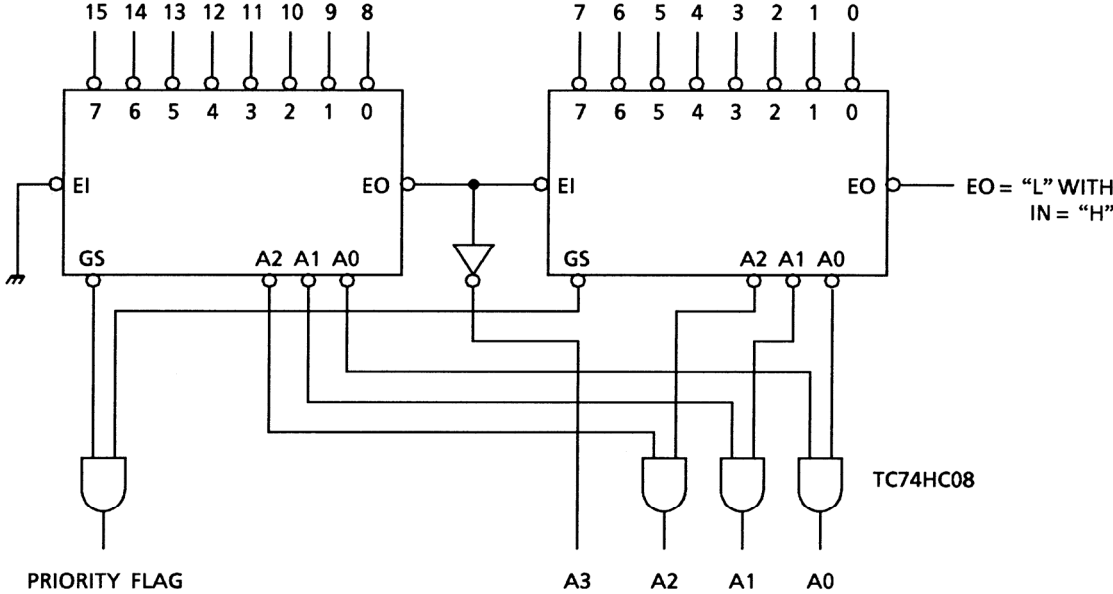 15 14 13 12 11 10 9 8
7 6 5 4 3 2 1 0
7 6 5 4 3 2 1 0
7 6 5 4 3 2 1 0
EI
EO
EI
EO
EO = “L” WITH
IN = “H”
GS
A2 A1 A0
GS
A2 A1 A0
TC74HC08
PRIORITY FLAG
A3
A2
A1
A0